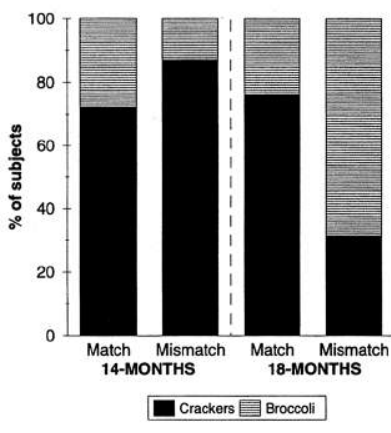 % of subjects
100
80
60
40
20
0
Match Mismatch Match Mismatch
14-MONTHS 18-MONTHS
Crackers Broccoli